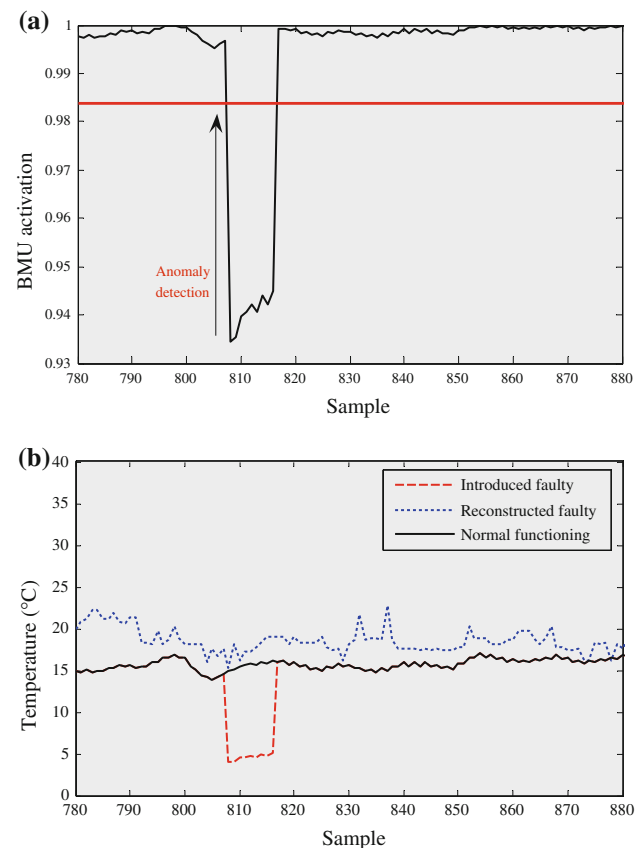 (a)
1
0.99
0.98
0.97
0.96
0.95
0.94
0.93
BMU activation
Anomaly
detection
780 790 800 810 820 830 840 850 860 870 880
Sample
(b)
40
35
30
25
20
15
10
5
0
Temperature (°C)
Introduced faulty
Reconstructed faulty
Normal functioning
780 790 800 810 820 830 840 850 860 870 880
Sample